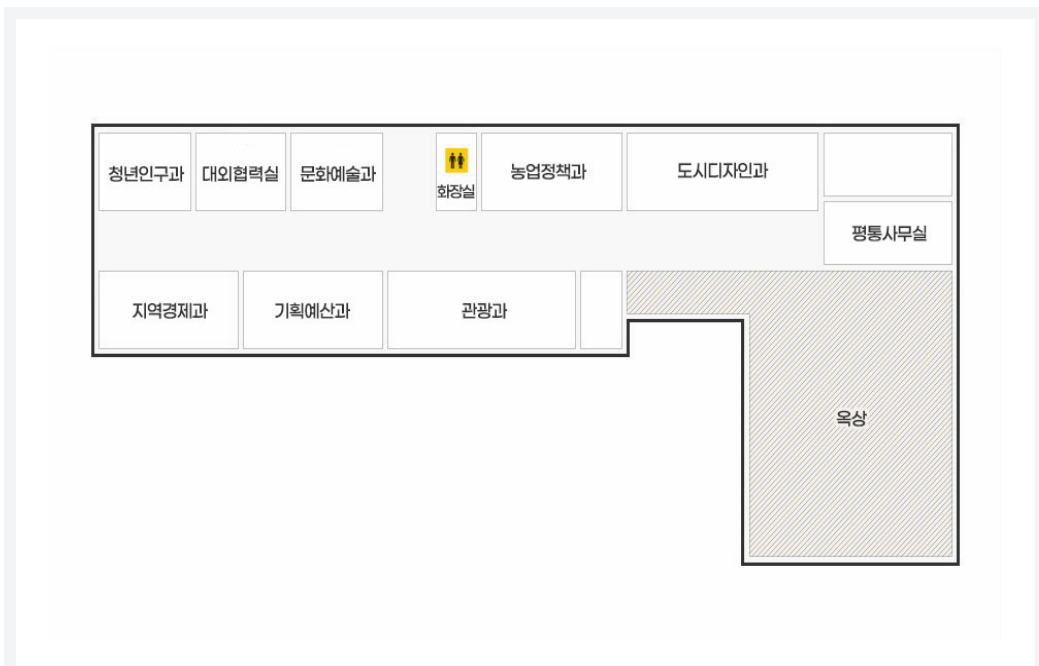 청년인구과
대외협력실
문화예술과
화장실
농업정책과
도시디자인과
평통사무실
지역경제과
기획예산과
관광과
옥상